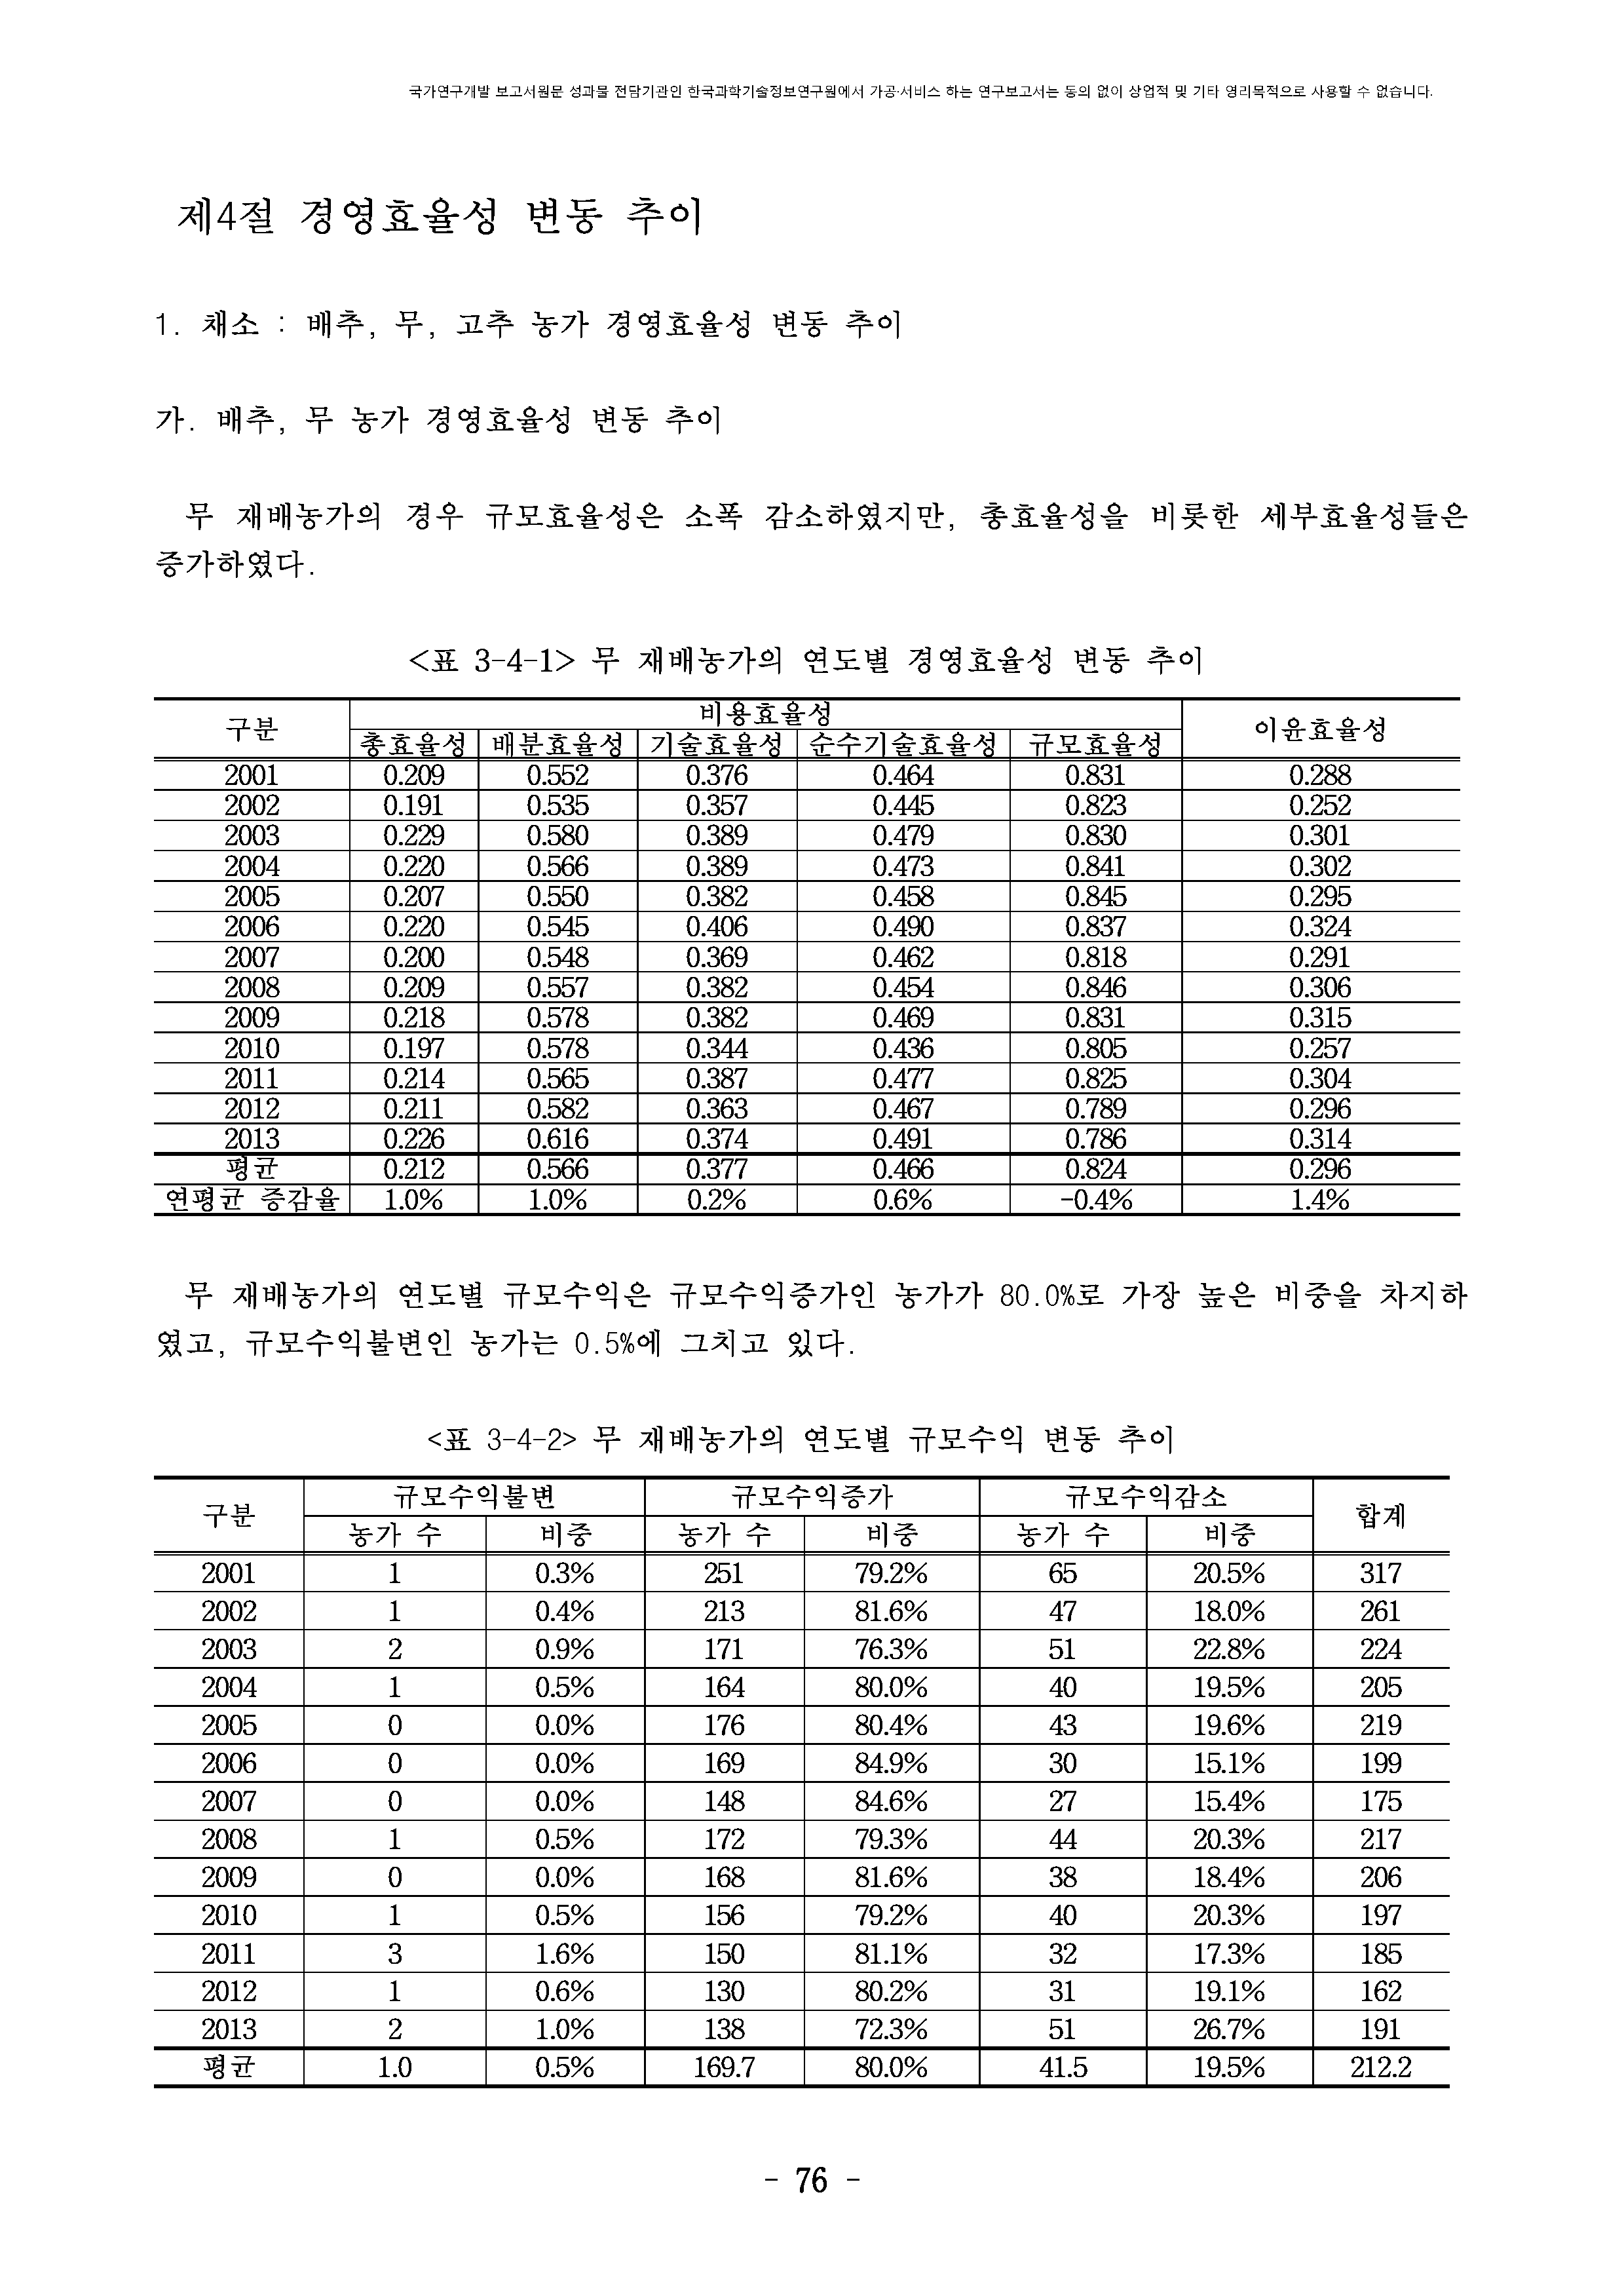 국가연구개발 보고서원문 성과물 전담기관인 한국과학기술정보연구원에서 가공·서비스 하는 연구보고서는 동의 없이 상업적 및 기타 영리목적으로 사용할 수 없습니다.
제4절 경영효율성 변동 추이
1. 채소 : 배추, 무, 고추 농가 경영효율성 변동 추이
가. 배추, 무 농가 경영효율성 변동 추이
무 재배농가의 경우 규모효율성은 소폭 감소하였지만, 총효율성을 비롯한 세부효율성들은
증가하였다.
<표 3-4-1> 무 재배농가의 연도별 경영효율성 변동 추이
구분 비용효율성 이윤효율성
총효율성 배분효율성 기술효율성 순수기술효율성 규모효율성
2001 0.209 0.552 0.376 0.464 0.831 0.288
2002 0.191 0.535 0.357 0.445 0.823 0.252
2003 0.229 0.580 0.389 0.479 0.830 0.301
2004 0.220 0.566 0.389 0.473 0.841 0.302
2005 0.207 0.550 0.382 0.458 0.845 0.295
2006 0.220 0.545 0.406 0.490 0.837 0.324
2007 0.200 0.548 0.369 0.462 0.818 0.291
2008 0.209 0.557 0.382 0.454 0.846 0.306
2009 0.218 0.578 0.382 0.469 0.831 0.315
2010 0.197 0.578 0.344 0.436 0.805 0.257
2011 0.214 0.565 0.387 0.477 0.825 0.304
2012 0.211 0.582 0.363 0.467 0.789 0.296
2013 0.226 0.616 0.374 0.491 0.786 0.314
평균 0.212 0.566 0.377 0.466 0.824 0.296
연평균 증감율 1.0% 1.0% 0.2% 0.6% -0.4% 1.4%
무 재배농가의 연도별 규모수익은 규모수익증가인 농가가 80.0%로 가장 높은 비중을 차지하
였고, 규모수익불변인 농가는 0.5%에 그치고 있다.
<표 3-4-2> 무 재배농가의 연도별 규모수익 변동 추이
구분 규모수익불변 규모수익증가 규모수익감소 합계
농가 수 비중 농가 수 비중 농가 수 비중
2001 1 0.3% 251 79.2% 65 20.5% 317
2002 1 0.4% 213 81.6% 47 18.0% 261
2003 2 0.9% 171 76.3% 51 22.8% 224
2004 1 0.5% 164 80.0% 40 19.5% 205
2005 0 0.0% 176 80.4% 43 19.6% 219
2006 0 0.0% 169 84.9% 30 15.1% 199
2007 0 0.0% 148 84.6% 27 15.4% 175
2008 1 0.5% 172 79.3% 44 20.3% 217
2009 0 0.0% 168 81.6% 38 18.4% 206
2010 1 0.5% 156 79.2% 40 20.3% 197
2011 3 1.6% 150 81.1% 32 17.3% 185
2012 1 0.6% 130 80.2% 31 19.1% 162
2013 2 1.0% 138 72.3% 51 26.7% 191
평균 1.0 0.5% 169.7 80.0% 41.5 19.5% 212.2
- 76 -